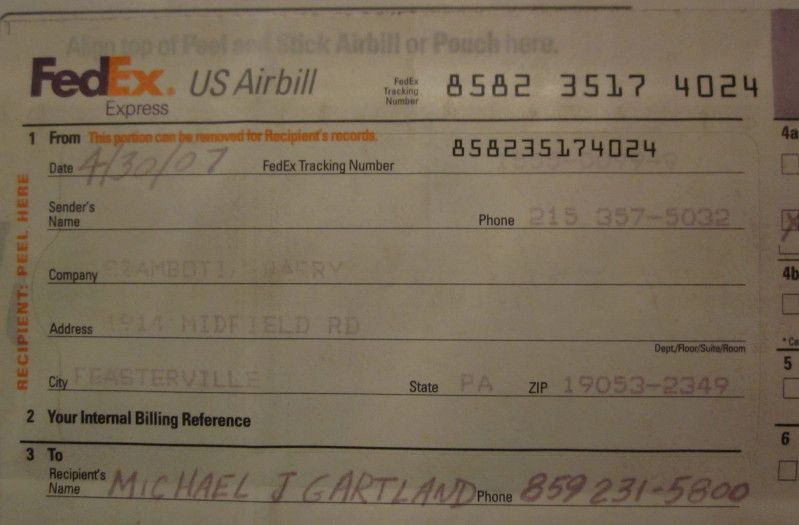 Align top of Peel and Stick Airbill or Pouch here.
FedEx. US Airbill
Express
FedEx
Tracking
Number
8582 3517 4024
1 From This portion can be removed for Recipient's records.
Date 4/30/07 FedEx Tracking Number 858235174024
Sender's
Name Phone 215 357-5032
Company
Address 1914 MIDFIELD RD
Dept./Floor/Suite/Room
City FEASTERVILLE State PA ZIP 19053-2349
2 Your Internal Billing Reference
3 To
Recipient's
Name MICHAEL J GARTLAND Phone 859 231-5800
RECIPIENT: PEEL HERE
4a
4b
5
6